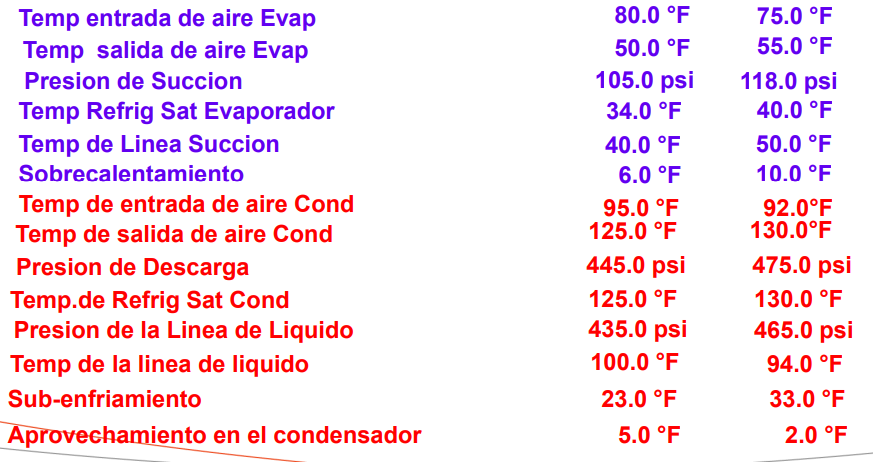 Temp entrada de aire Evap 80.0 °F 75.0 °F
Temp salida de aire Evap 50.0 °F 55.0 °F
Presion de Succion 105.0 psi 118.0 psi
Temp Refrig Sat Evaporador 34.0 °F 40.0 °F
Temp de Linea Succion 40.0 °F 50.0 °F
Sobrecalentamiento 6.0 °F 10.0 °F
Temp de entrada de aire Cond 95.0 °F 92.0°F
Temp de salida de aire Cond 125.0 °F 130.0°F
Presion de Descarga 445.0 psi 475.0 psi
Temp.de Refrig Sat Cond 125.0 °F 130.0 °F
Presion de la Linea de Liquido 435.0 psi 465.0 psi
Temp de la linea de liquido 100.0 °F 94.0 °F
Sub-enfriamiento 23.0 °F 33.0 °F
Aprovechamiento en el condensador 5.0 °F 2.0 °F